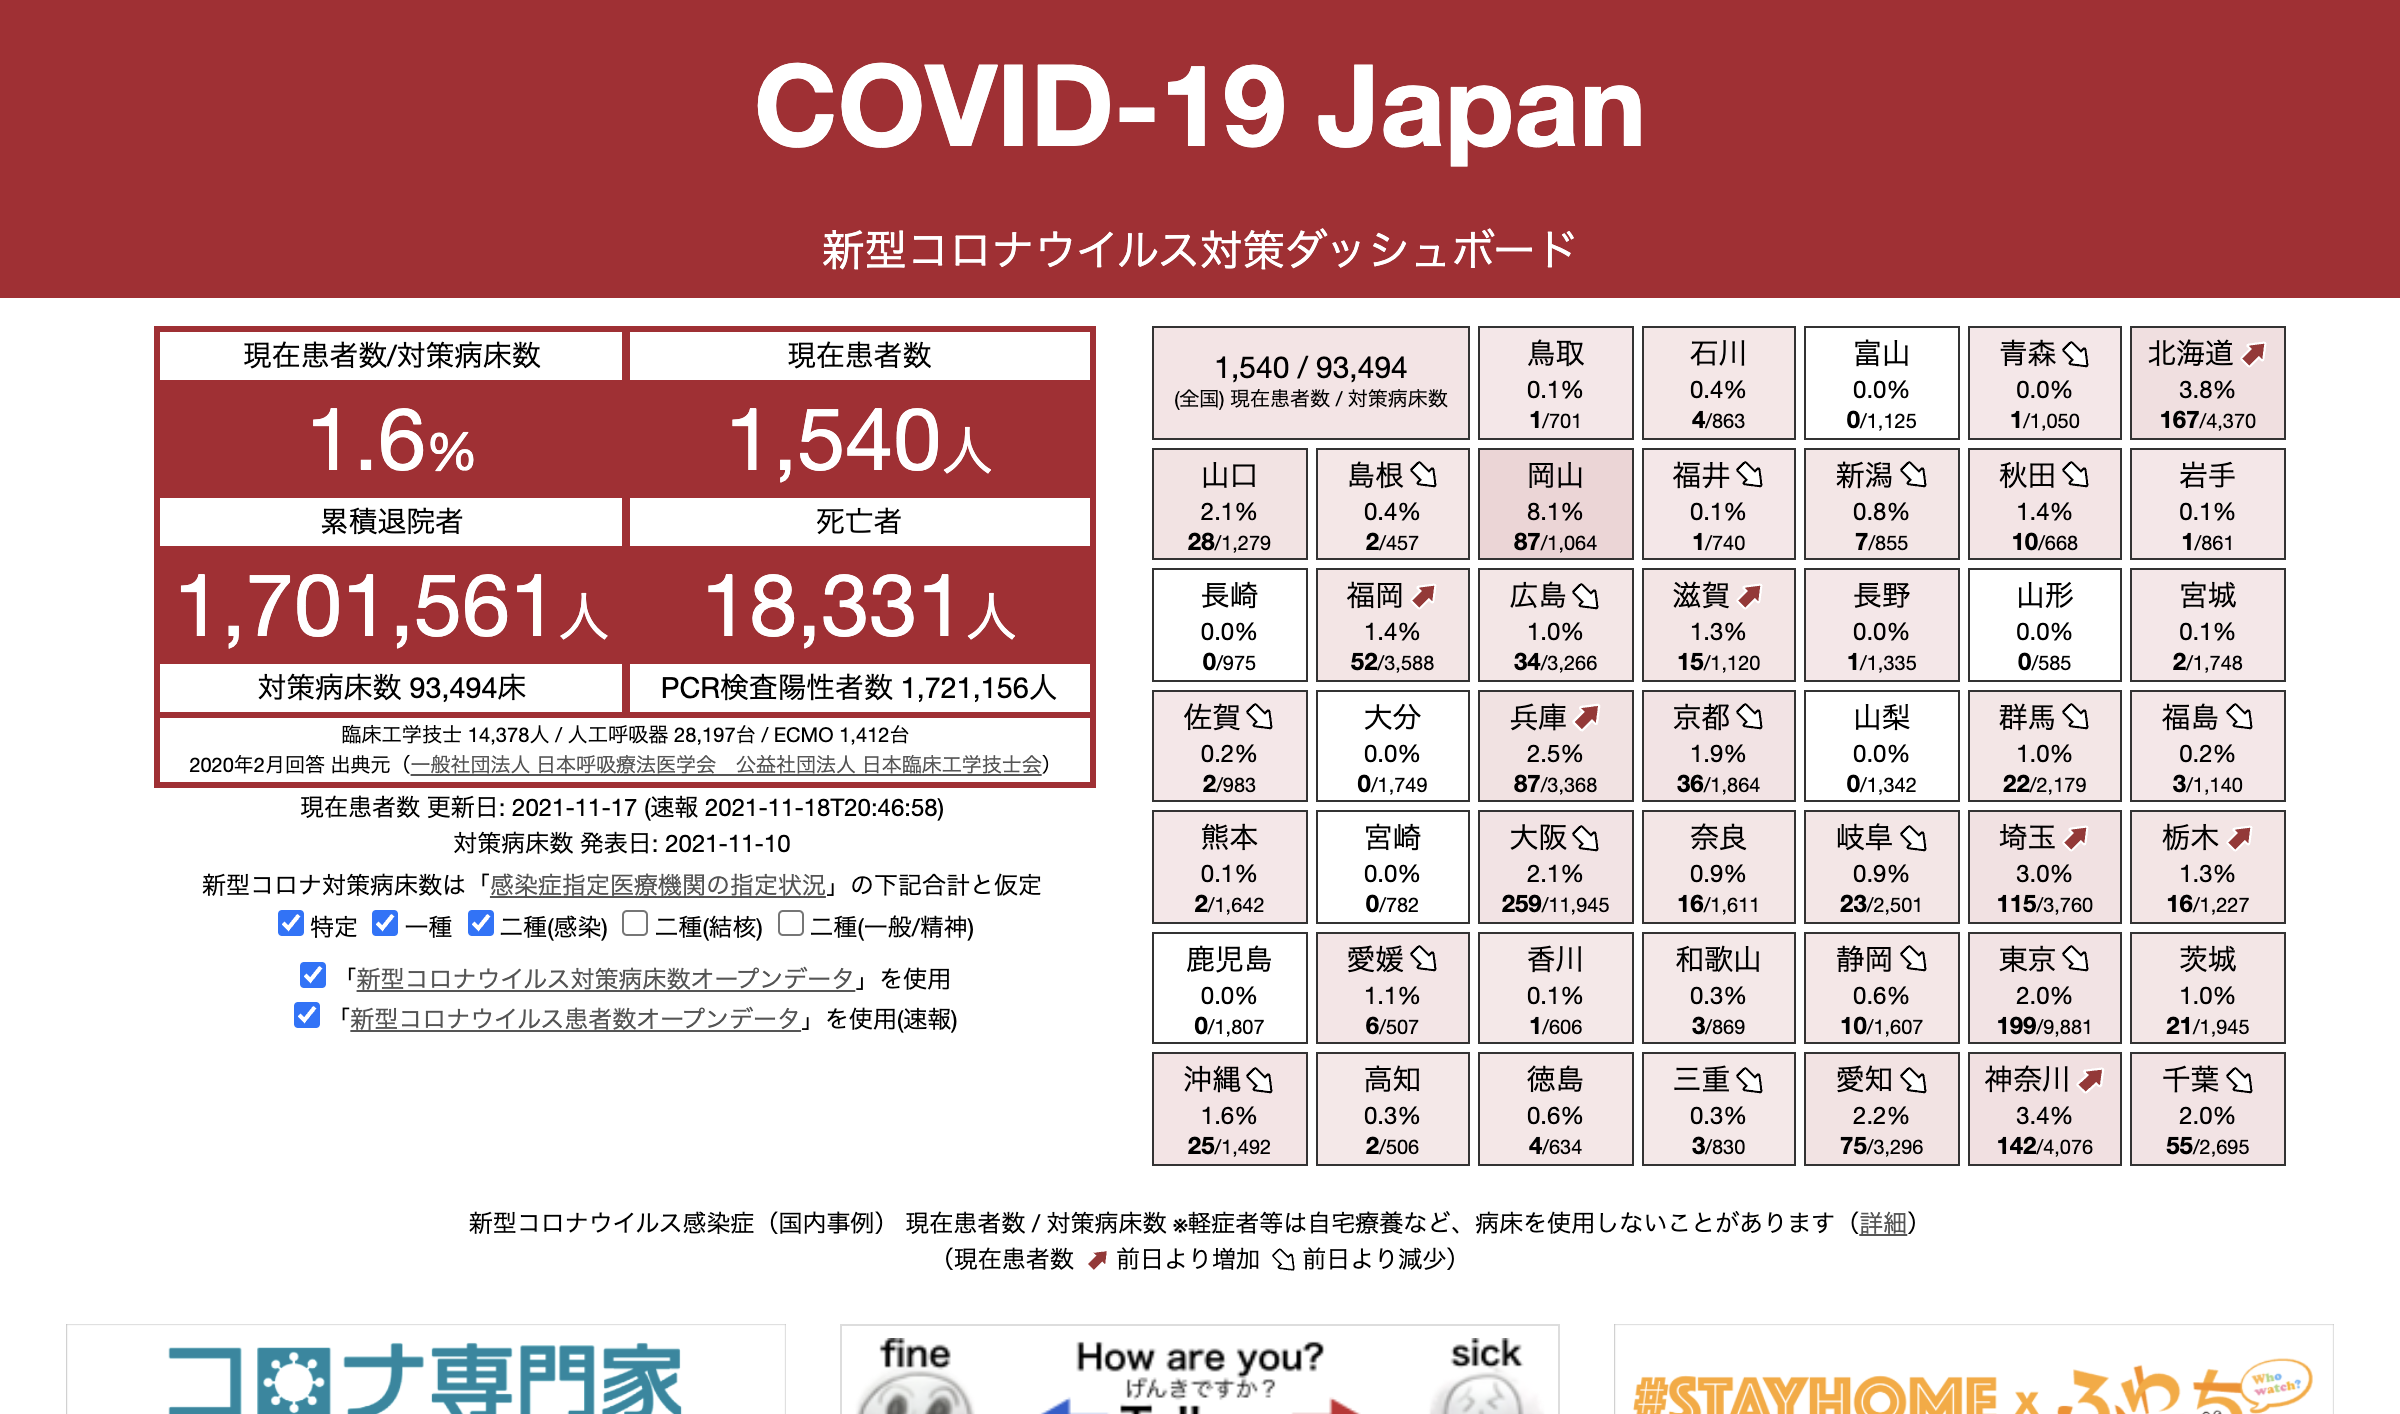 COVID-19 Japan
新型コロナウイルス対策ダッシュボード
現在患者数/対策病床数
現在患者数
1.6%
1,540人
累積退院者
死亡者
1,701,561人
18,331人
対策病床数 93,494床
PCR検査陽性者数 1,721,156人
臨床工学技士 14,378人 / 人工呼吸器 28,197台 / ECMO 1,412台
2020年2月回答 出典元（一般社団法人 日本呼吸療法医学会　公益社団法人 日本臨床工学技士会）
現在患者数 更新日: 2021-11-17 (速報 2021-11-18T20:46:58)
対策病床数 発表日: 2021-11-10
新型コロナ対策病床数は「感染症指定医療機関の指定状況」の下記合計と仮定
特定 一種 二種(感染) 二種(結核) 二種(一般/精神)
「新型コロナウイルス対策病床数オープンデータ」を使用
「新型コロナウイルス患者数オープンデータ」を使用(速報)
1,540 / 93,494
(全国) 現在患者数 / 対策病床数
鳥取
0.1%
1/701
石川
0.4%
4/863
富山
0.0%
0/1,125
青森
0.0%
1/1,050
北海道
3.8%
167/4,370
山口
2.1%
28/1,279
島根
0.4%
2/457
岡山
8.1%
87/1,064
福井
0.1%
1/740
新潟
0.8%
7/855
秋田
1.4%
10/668
岩手
0.1%
1/861
長崎
0.0%
0/975
福岡
1.4%
52/3,588
広島
1.0%
34/3,266
滋賀
1.3%
15/1,120
長野
0.0%
1/1,335
山形
0.0%
0/585
宮城
0.1%
2/1,748
佐賀
0.2%
2/983
大分
0.0%
0/1,749
兵庫
2.5%
87/3,368
京都
1.9%
36/1,864
山梨
0.0%
0/1,342
群馬
1.0%
22/2,179
福島
0.2%
3/1,140
熊本
0.1%
2/1,642
宮崎
0.0%
0/782
大阪
2.1%
259/11,945
奈良
0.9%
16/1,611
岐阜
0.9%
23/2,501
埼玉
3.0%
115/3,760
栃木
1.3%
16/1,227
鹿児島
0.0%
0/1,807
愛媛
1.1%
6/507
香川
0.1%
1/606
和歌山
0.3%
3/869
静岡
0.6%
10/1,607
東京
2.0%
199/9,881
茨城
1.0%
21/1,945
沖縄
1.6%
25/1,492
高知
0.3%
2/506
徳島
0.6%
4/634
三重
0.3%
3/830
愛知
2.2%
75/3,296
神奈川
3.4%
142/4,076
千葉
2.0%
55/2,695
新型コロナウイルス感染症（国内事例） 現在患者数 / 対策病床数 ※軽症者等は自宅療養など、病床を使用しないことがあります（詳細）
（現在患者数 前日より増加 前日より減少）
コロナ専門家
fine
How are you?
げんきですか？
sick
#STAYHOME x ふわっち
Who watch?